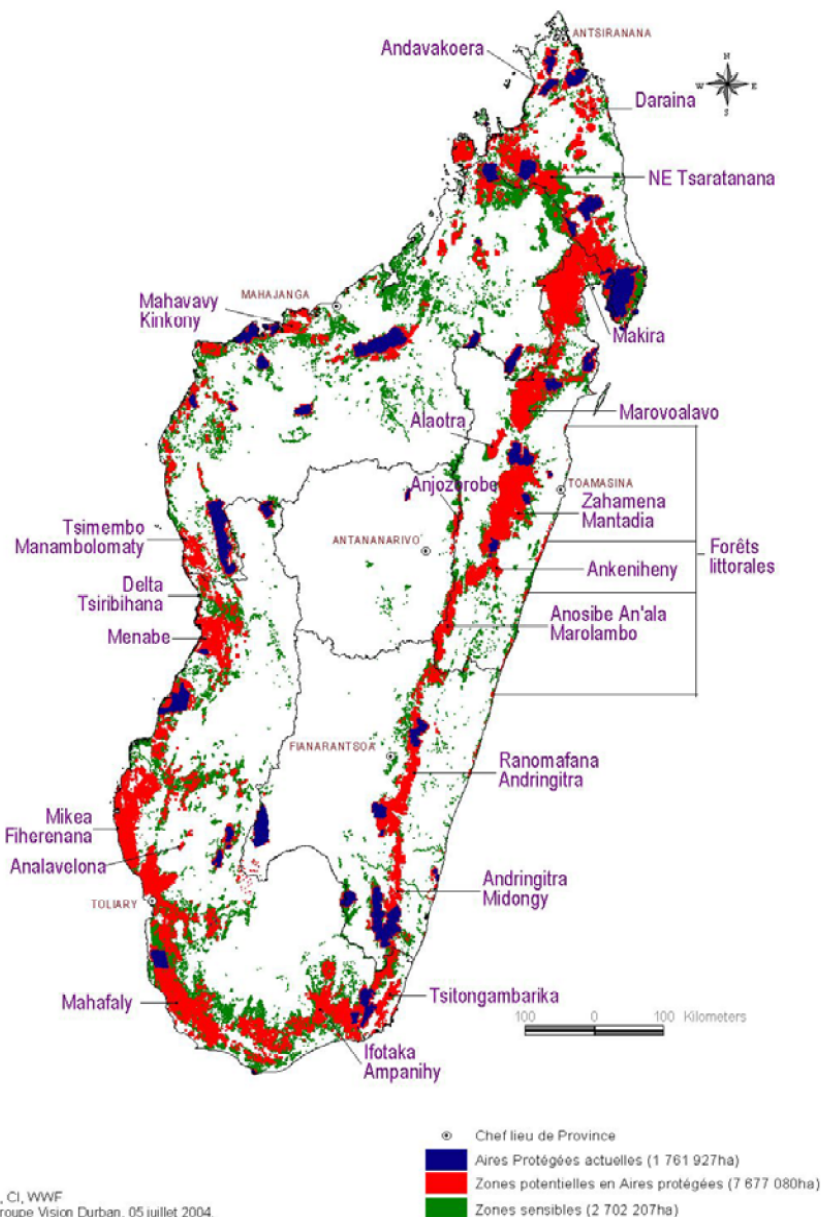 ANTSIRANANA
Andavakoera
N
W E
S
Daraina
NE Tsaratanana
MAHAJANGA
Mahavavy
Kinkony
Makira
Marovoalavo
Alaotra
Anjozorobe
TOAMASINA
Zahamena
Mantadia
Tsimembo
Manambolomaty
ANTANANARIVO
Forêts
littorales
Ankeniheny
Delta
Tsiribihana
Anosibe An'ala
Marolambo
Menabe
FIANARANTSOA
Ranomafana
Andringitra
Mikea
Fiherenana
Analavelona
Andringitra
Midongy
TOLIARY
Tsitongambarika
Mahafaly
100 0 100 Kilometers
Ifotaka
Ampanihy
Chef lieu de Province
Aires Protégées actuelles (1 761 927ha)
Zones potentielles en Aires protégées (7 677 080ha)
Zones sensibles (2 702 207ha)
, CI, WWF
roupe Vision Durban, 05 juillet 2004.